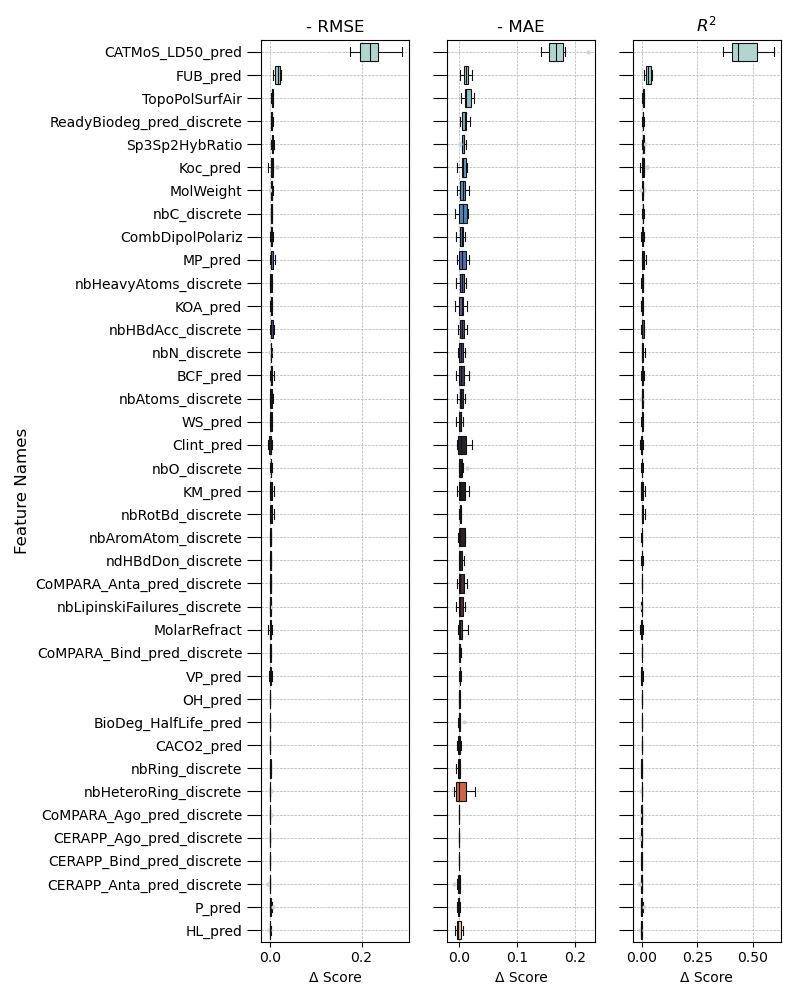 - RMSE
- MAE
R²
Feature Names
CATMoS_LD50_pred
FUB_pred
TopoPolSurfAir
ReadyBiodeg_pred_discrete
Sp3Sp2HybRatio
Koc_pred
MolWeight
nbC_discrete
CombDipolPolariz
MP_pred
nbHeavyAtoms_discrete
KOA_pred
nbHBdAcc_discrete
nbN_discrete
BCF_pred
nbAtoms_discrete
WS_pred
Clint_pred
nbO_discrete
KM_pred
nbRotBd_discrete
nbAromAtom_discrete
ndHBdDon_discrete
CoMPARA_Anta_pred_discrete
nbLipinskiFailures_discrete
MolarRefract
CoMPARA_Bind_pred_discrete
VP_pred
OH_pred
BioDeg_HalfLife_pred
CACO2_pred
nbRing_discrete
nbHeteroRing_discrete
CoMPARA_Ago_pred_discrete
CERAPP_Ago_pred_discrete
CERAPP_Bind_pred_discrete
CERAPP_Anta_pred_discrete
P_pred
HL_pred
0.0 0.2
0.0 0.1 0.2
0.00 0.25 0.50
Δ Score
Δ Score
Δ Score